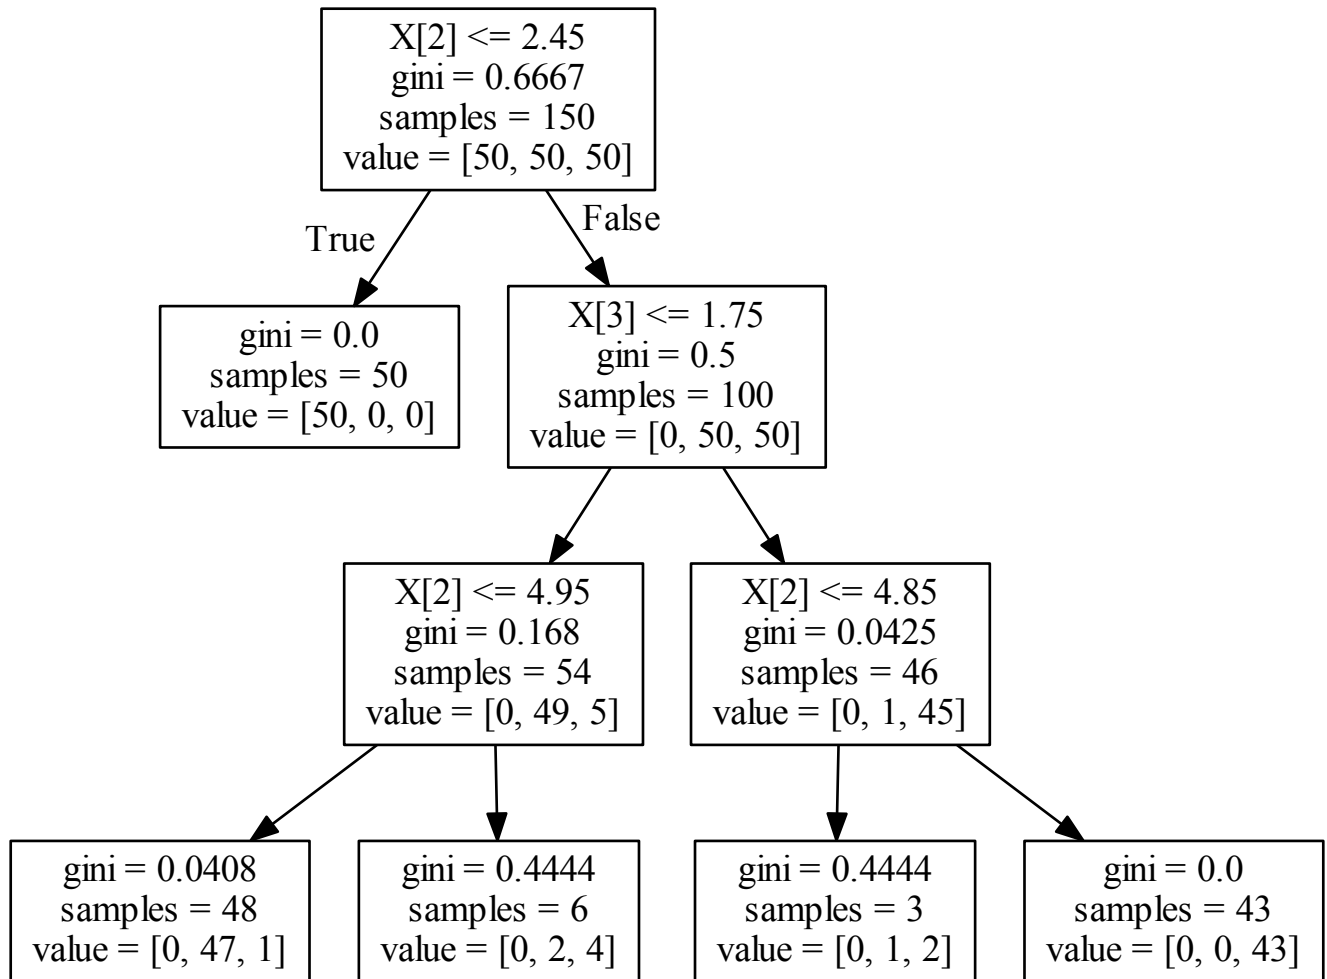 X[2] <= 2.45
gini = 0.6667
samples = 150
value = [50, 50, 50]
True
False
gini = 0.0
samples = 50
value = [50, 0, 0]
X[3] <= 1.75
gini = 0.5
samples = 100
value = [0, 50, 50]
X[2] <= 4.95
gini = 0.168
samples = 54
value = [0, 49, 5]
X[2] <= 4.85
gini = 0.0425
samples = 46
value = [0, 1, 45]
gini = 0.0408
samples = 48
value = [0, 47, 1]
gini = 0.4444
samples = 6
value = [0, 2, 4]
gini = 0.4444
samples = 3
value = [0, 1, 2]
gini = 0.0
samples = 43
value = [0, 0, 43]